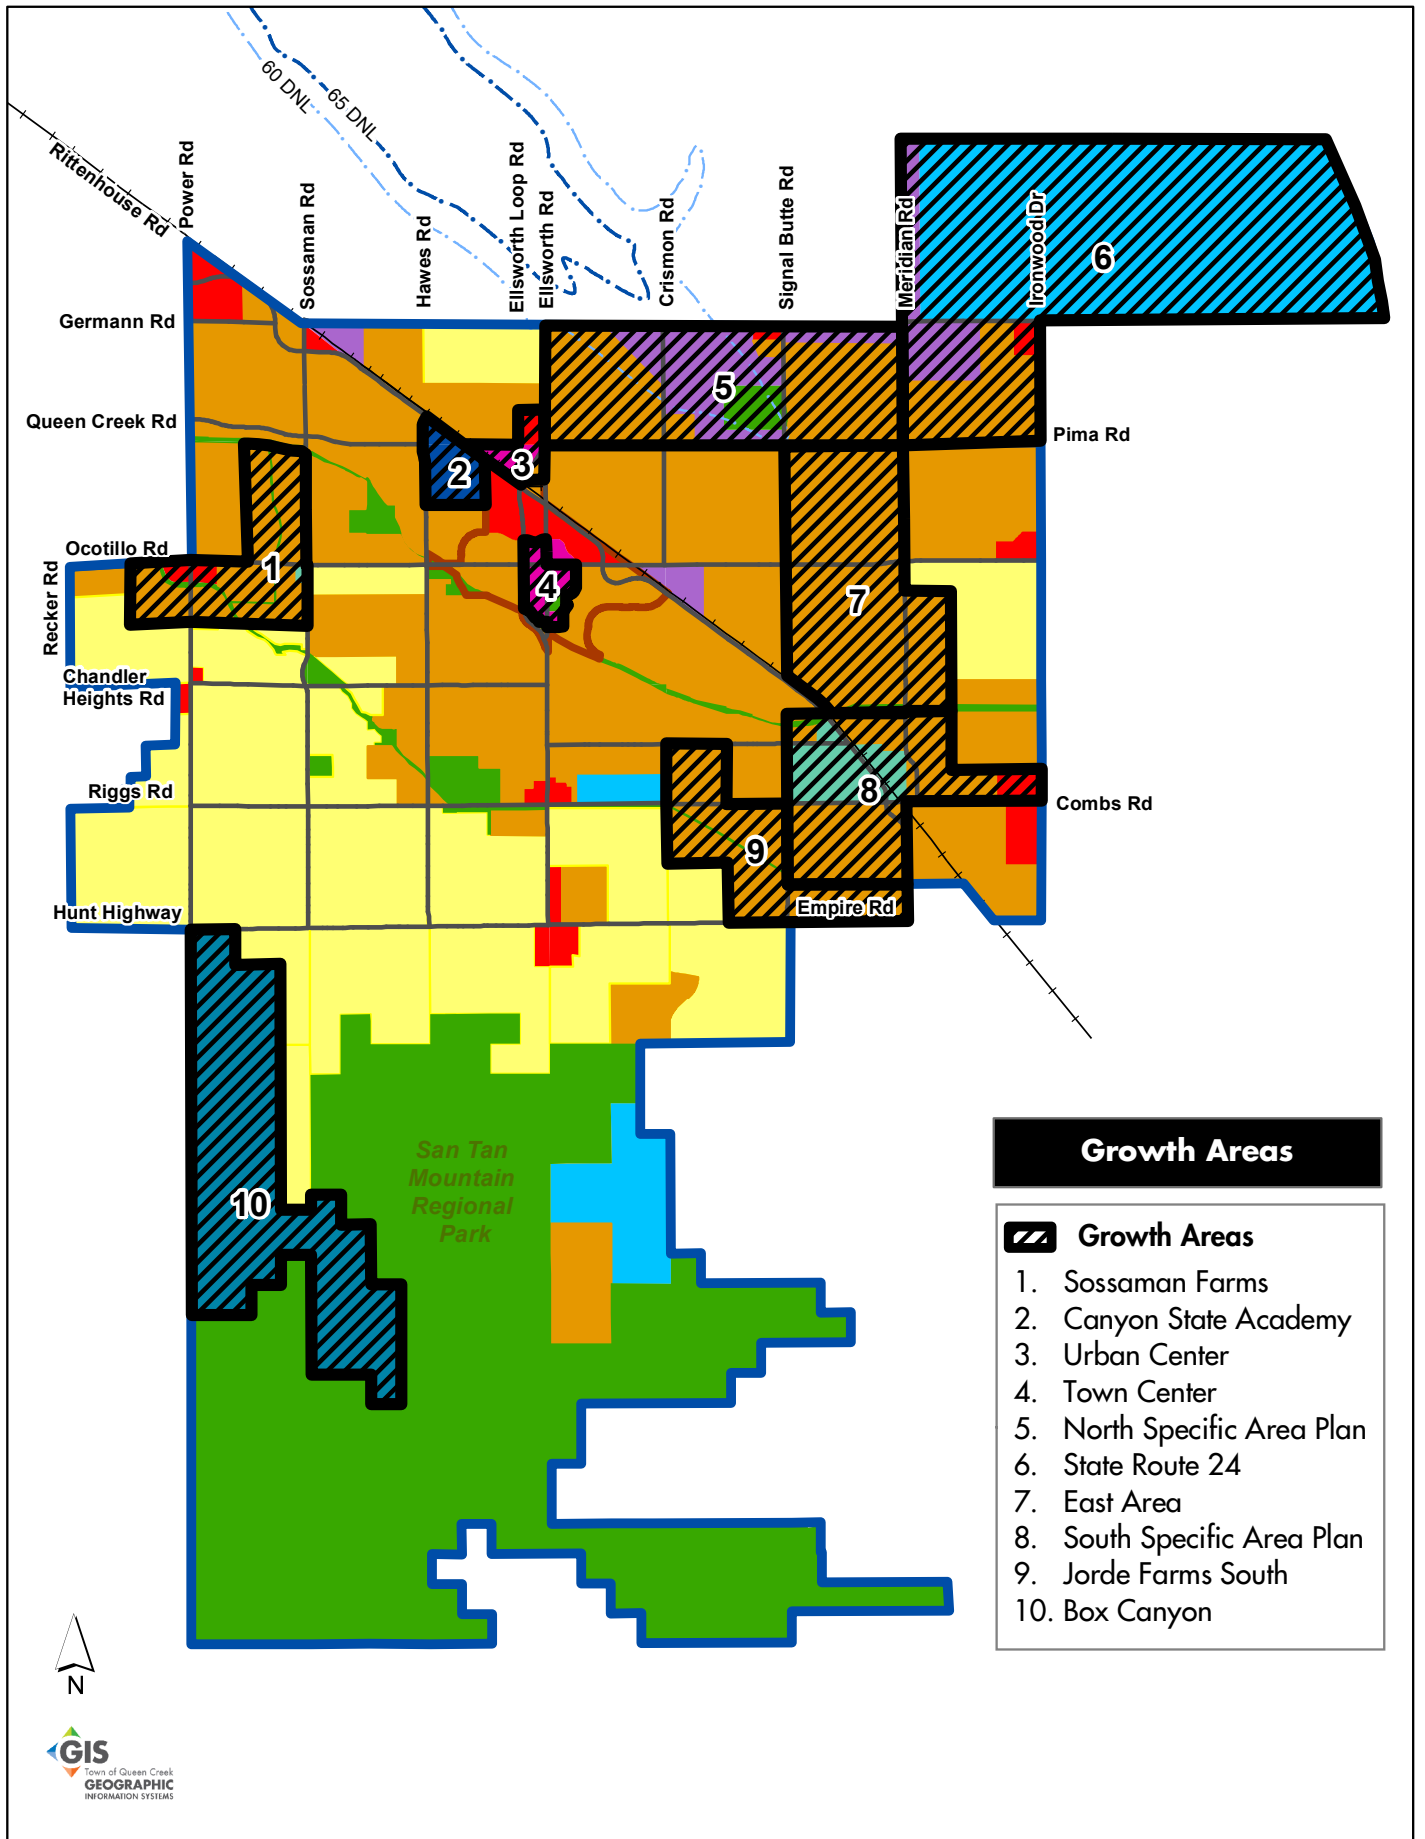 60 DNL
65 DNL
Rittenhouse Rd
Power Rd
Sossaman Rd
Hawes Rd
Ellsworth Loop Rd
Ellsworth Rd
Crismon Rd
Signal Butte Rd
Meridian Rd
Ironwood Dr
6
Germann Rd
5
Queen Creek Rd
Pima Rd
2
3
Ocotillo Rd
1
4
7
Recker Rd
Chandler
Heights Rd
Riggs Rd
8
Combs Rd
9
Hunt Highway
Empire Rd
San Tan
Mountain
Regional
Park
10
Growth Areas
Growth Areas
1. Sossaman Farms
2. Canyon State Academy
3. Urban Center
4. Town Center
5. North Specific Area Plan
6. State Route 24
7. East Area
8. South Specific Area Plan
9. Jorde Farms South
10. Box Canyon
N
GIS
Town of Queen Creek
GEOGRAPHIC
INFORMATION SYSTEMS